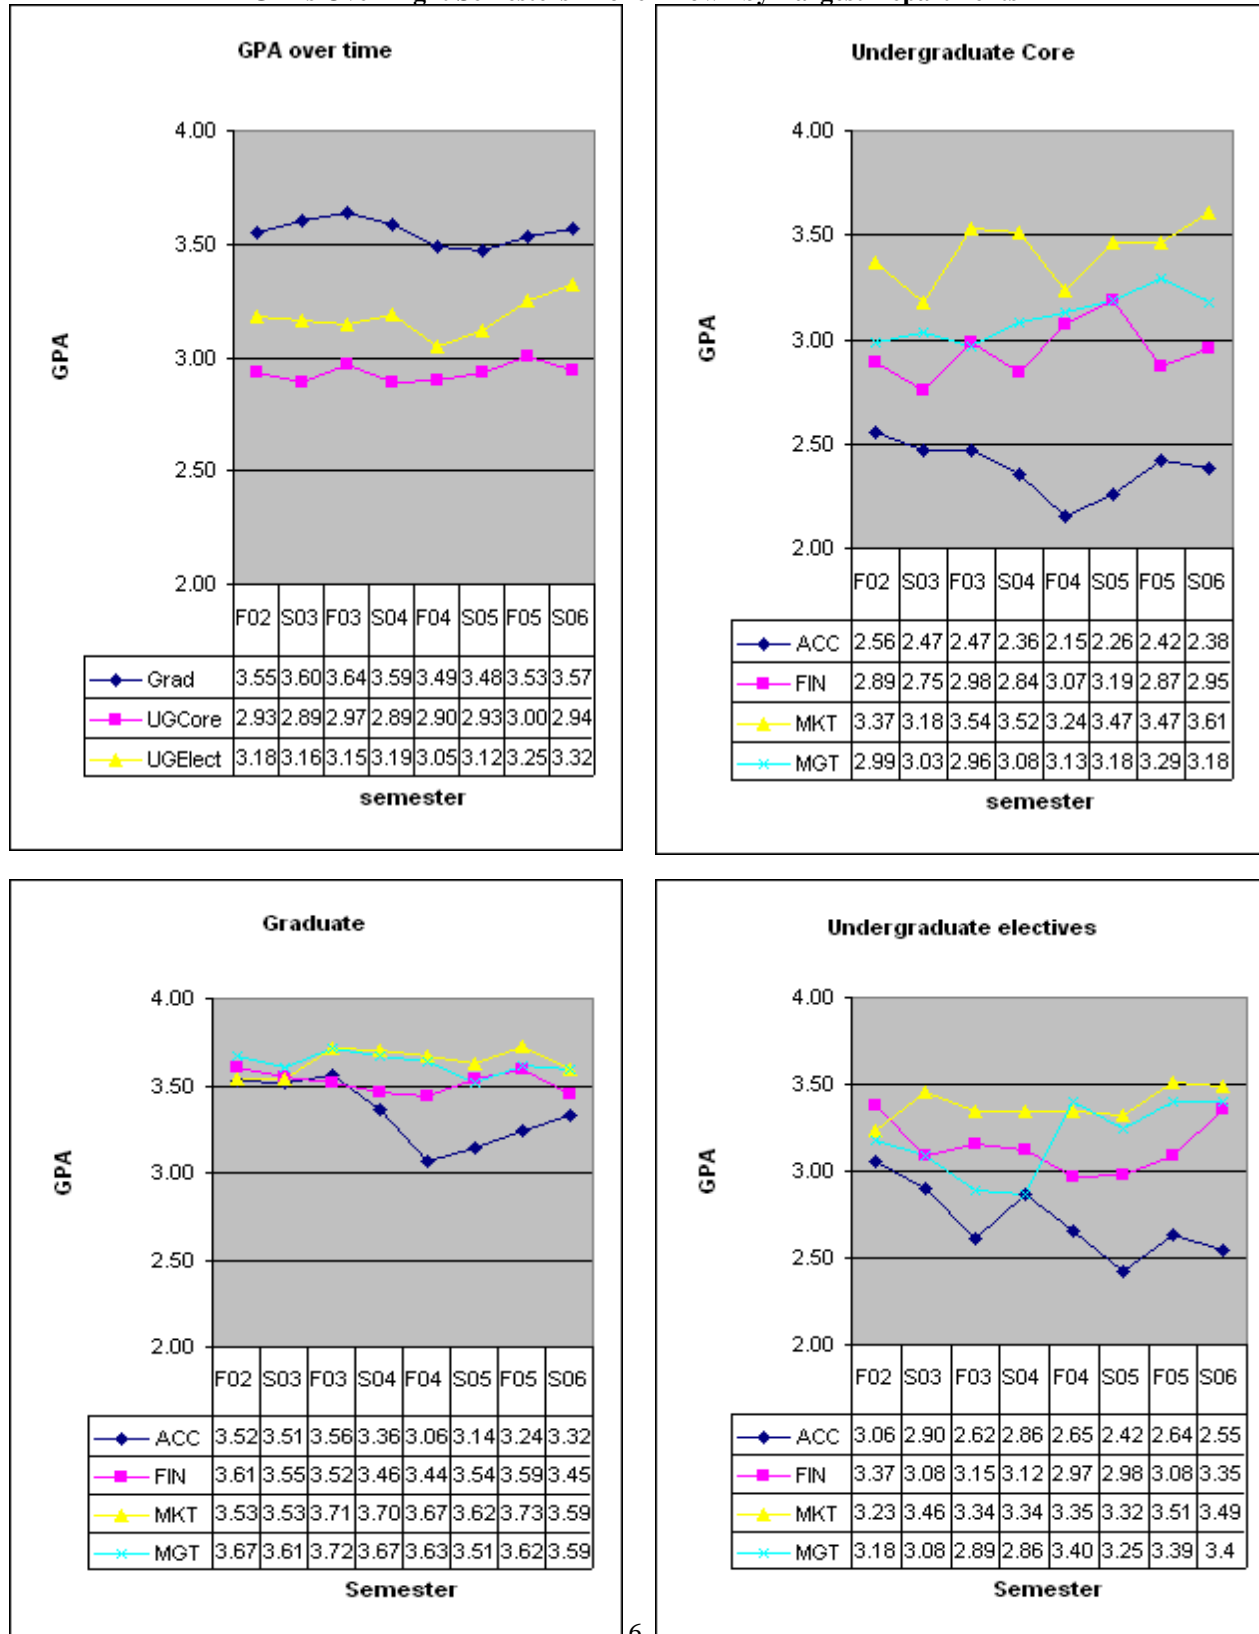 GPA over time
4.00
3.50
3.00
2.50
2.00
GPA
F02 S03 F03 S04 F04 S05 F05 S06
Grad 3.55 3.60 3.64 3.59 3.49 3.48 3.53 3.57
UGCore 2.93 2.89 2.97 2.89 2.90 2.93 3.00 2.94
UGElect 3.18 3.16 3.15 3.19 3.05 3.12 3.25 3.32
semester
Undergraduate Core
4.00
3.50
3.00
2.50
2.00
GPA
F02 S03 F03 S04 F04 S05 F05 S06
ACC 2.56 2.47 2.47 2.36 2.15 2.26 2.42 2.38
FIN 2.89 2.75 2.98 2.84 3.07 3.19 2.87 2.95
MKT 3.37 3.18 3.54 3.52 3.24 3.47 3.47 3.61
MGT 2.99 3.03 2.96 3.08 3.13 3.18 3.29 3.18
semester
Graduate
4.00
3.50
3.00
2.50
2.00
GPA
F02 S03 F03 S04 F04 S05 F05 S06
ACC 3.52 3.51 3.56 3.36 3.06 3.14 3.24 3.32
FIN 3.61 3.55 3.52 3.46 3.44 3.54 3.59 3.45
MKT 3.53 3.53 3.71 3.70 3.67 3.62 3.73 3.59
MGT 3.67 3.61 3.72 3.67 3.63 3.51 3.62 3.59
Semester
Undergraduate electives
4.00
3.50
3.00
2.50
2.00
GPA
F02 S03 F03 S04 F04 S05 F05 S06
ACC 3.06 2.90 2.62 2.86 2.65 2.42 2.64 2.55
FIN 3.37 3.08 3.15 3.12 2.97 2.98 3.08 3.35
MKT 3.23 3.46 3.34 3.34 3.35 3.32 3.51 3.49
MGT 3.18 3.08 2.89 2.86 3.40 3.25 3.39 3.4
Semester
6